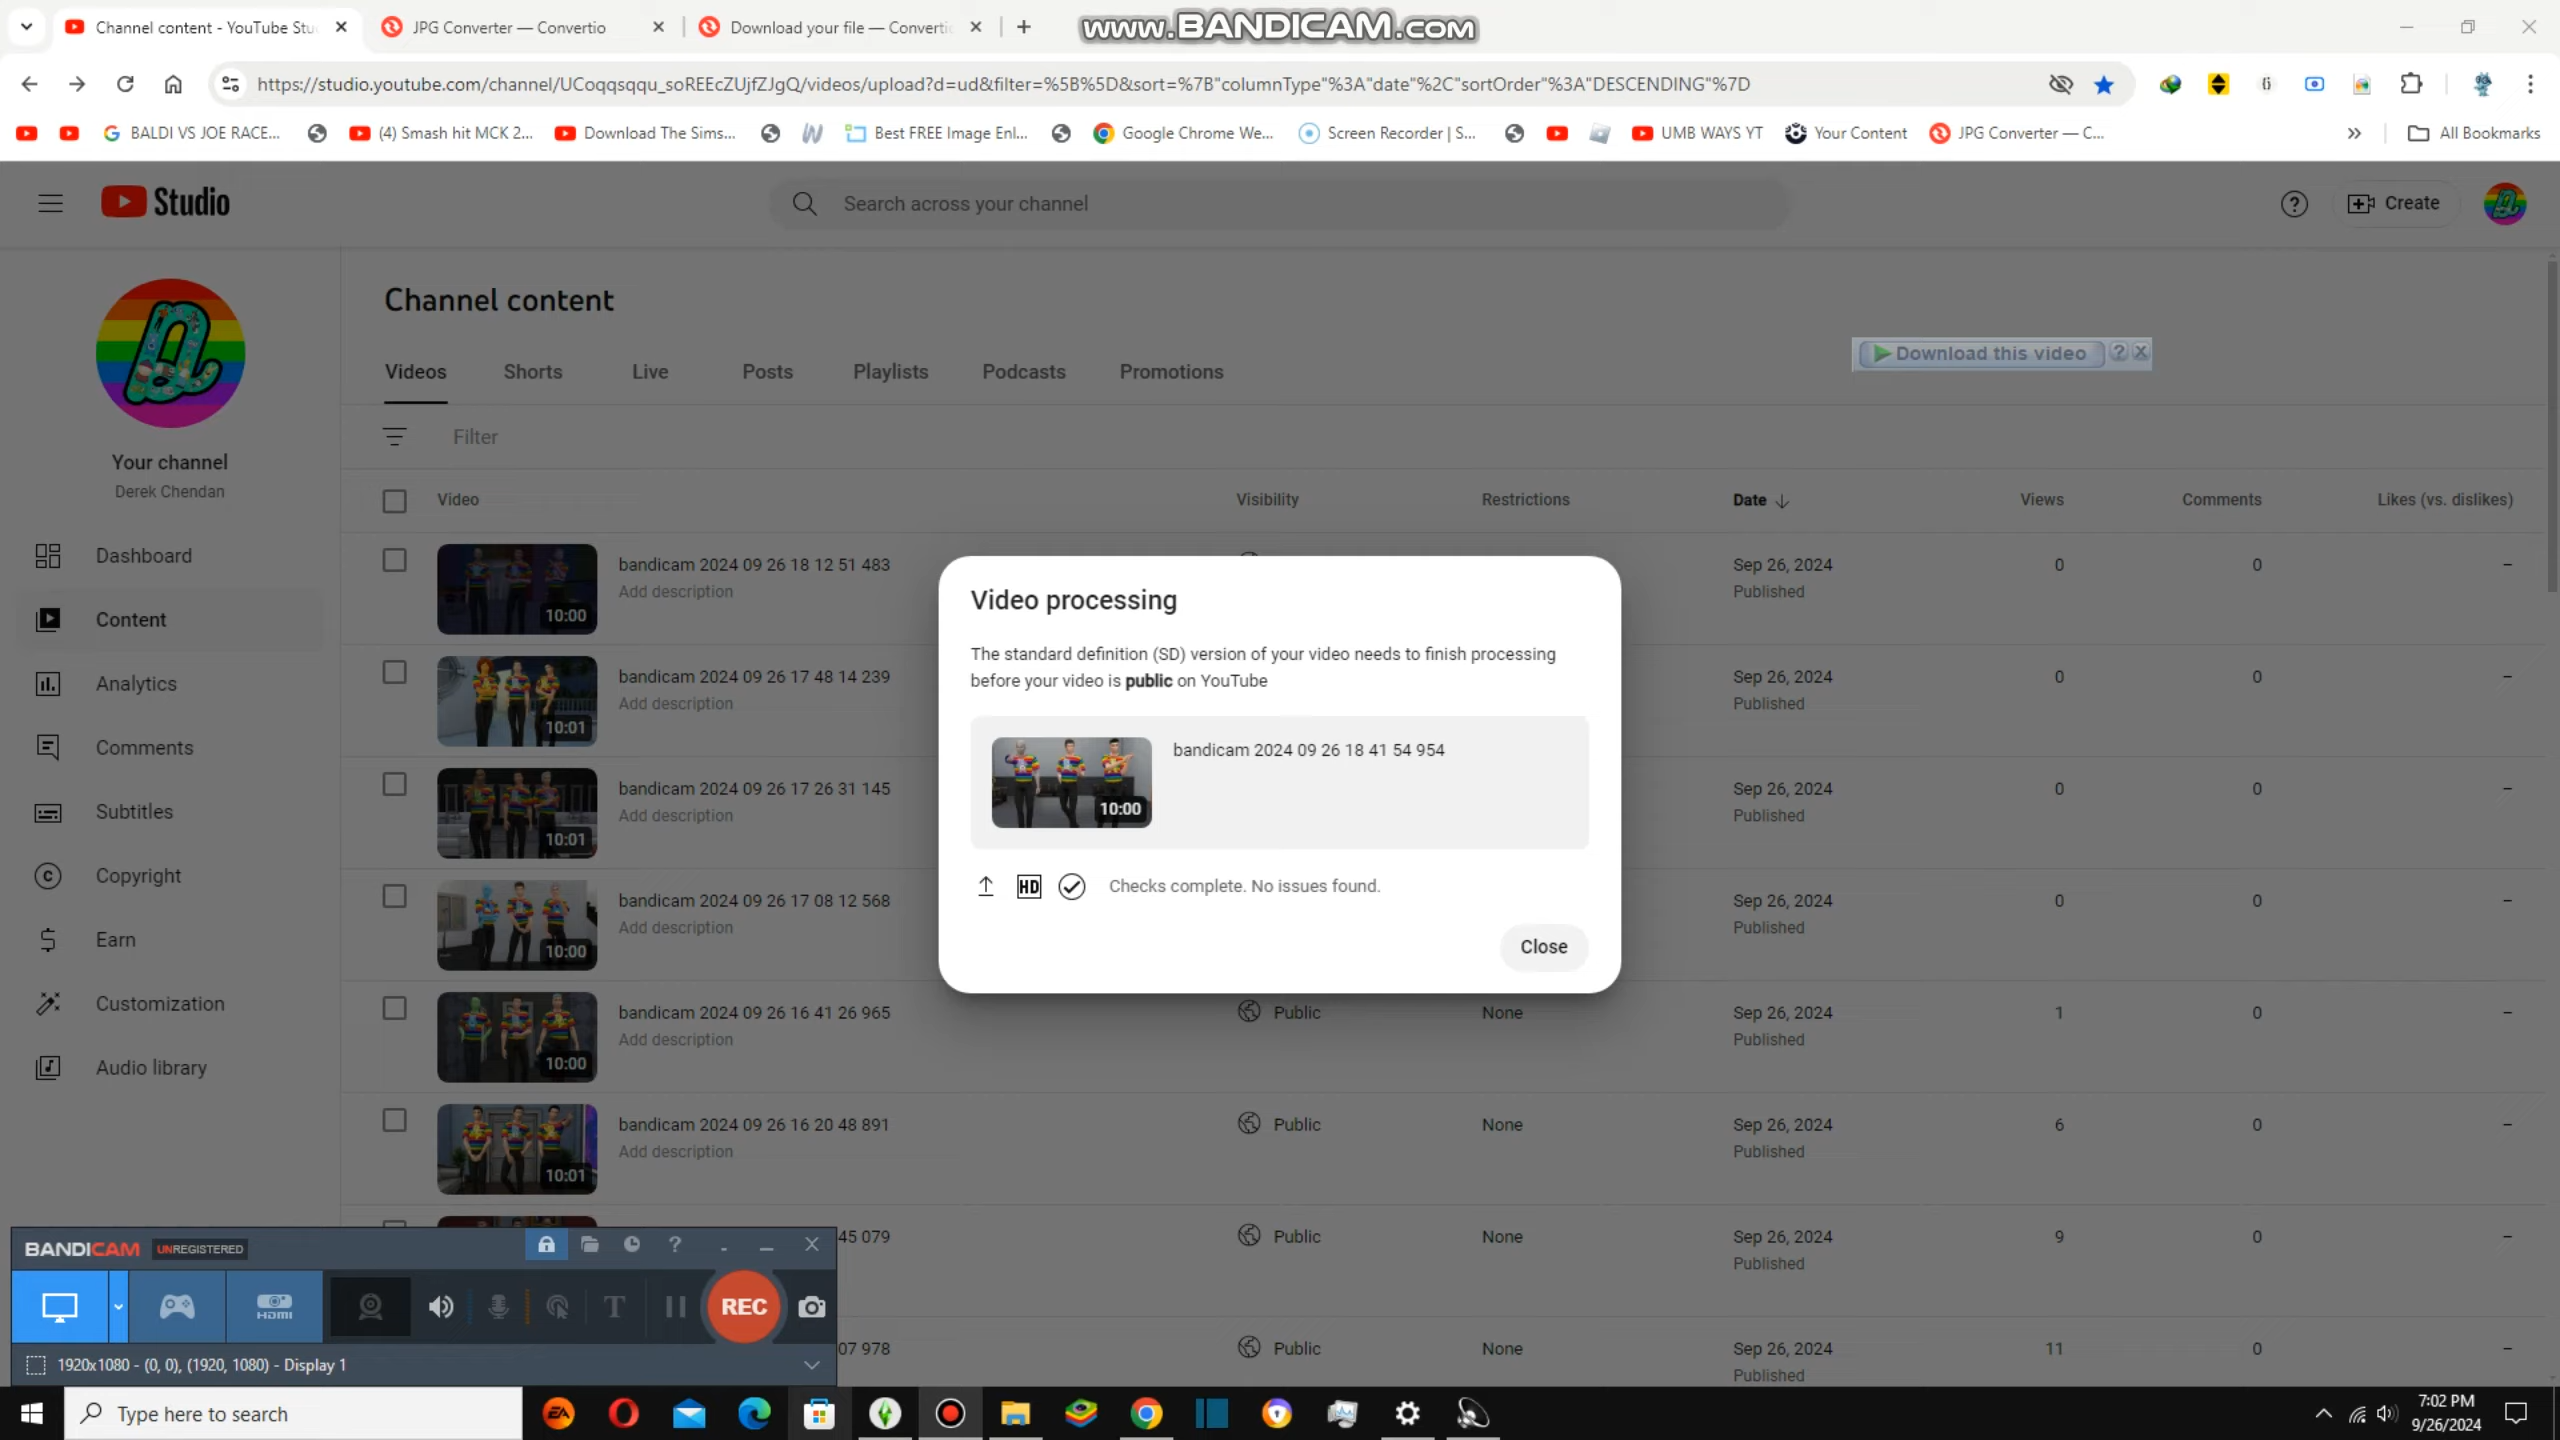 Channel content - YouTube Stu
JPG Converter — Convertio
Download your file — Convertio
www.BANDICAM.com
https://studio.youtube.com/channel/UCoqqsqqu_soREEcZUjfZJgQ/videos/upload?d=ud&filter=%5B%5D&sort=%7B"columnType"%3A"date"%2C"sortOrder"%3A"DESCENDING"%7D
BALDI VS JOE RACE...
(4) Smash hit MCK 2...
Download The Sims...
Best FREE Image Enl...
Google Chrome We...
Screen Recorder | S...
UMB WAYS YT
Your Content
JPG Converter — C...
All Bookmarks
Studio
Search across your channel
Create
Channel content
Download this video
Videos
Shorts
Live
Posts
Playlists
Podcasts
Promotions
Filter
Your channel
Derek Chendan
Dashboard
Content
Analytics
Comments
Subtitles
Copyright
Earn
Customization
Audio library
Video
Visibility
Restrictions
Date
Views
Comments
Likes (vs. dislikes)
10:00
bandicam 2024 09 26 18 12 51 483
Add description
Sep 26, 2024
Published
0
0
–
10:01
bandicam 2024 09 26 17 48 14 239
Add description
Sep 26, 2024
Published
0
0
–
10:01
bandicam 2024 09 26 17 26 31 145
Add description
Sep 26, 2024
Published
0
0
–
10:00
bandicam 2024 09 26 17 08 12 568
Add description
Sep 26, 2024
Published
0
0
–
10:00
bandicam 2024 09 26 16 41 26 965
Add description
Public
None
Sep 26, 2024
Published
1
0
–
10:01
bandicam 2024 09 26 16 20 48 891
Add description
Public
None
Sep 26, 2024
Published
6
0
–
45 079
Public
None
Sep 26, 2024
Published
9
0
–
07 978
Public
None
Sep 26, 2024
Published
11
0
–
Video processing
The standard definition (SD) version of your video needs to finish processing
before your video is public on YouTube
10:00
bandicam 2024 09 26 18 41 54 954
HD
Checks complete. No issues found.
Close
BANDICAM
UNREGISTERED
HDMI
T
REC
1920x1080 - (0, 0), (1920, 1080) - Display 1
Type here to search
EA
7:02 PM
9/26/2024